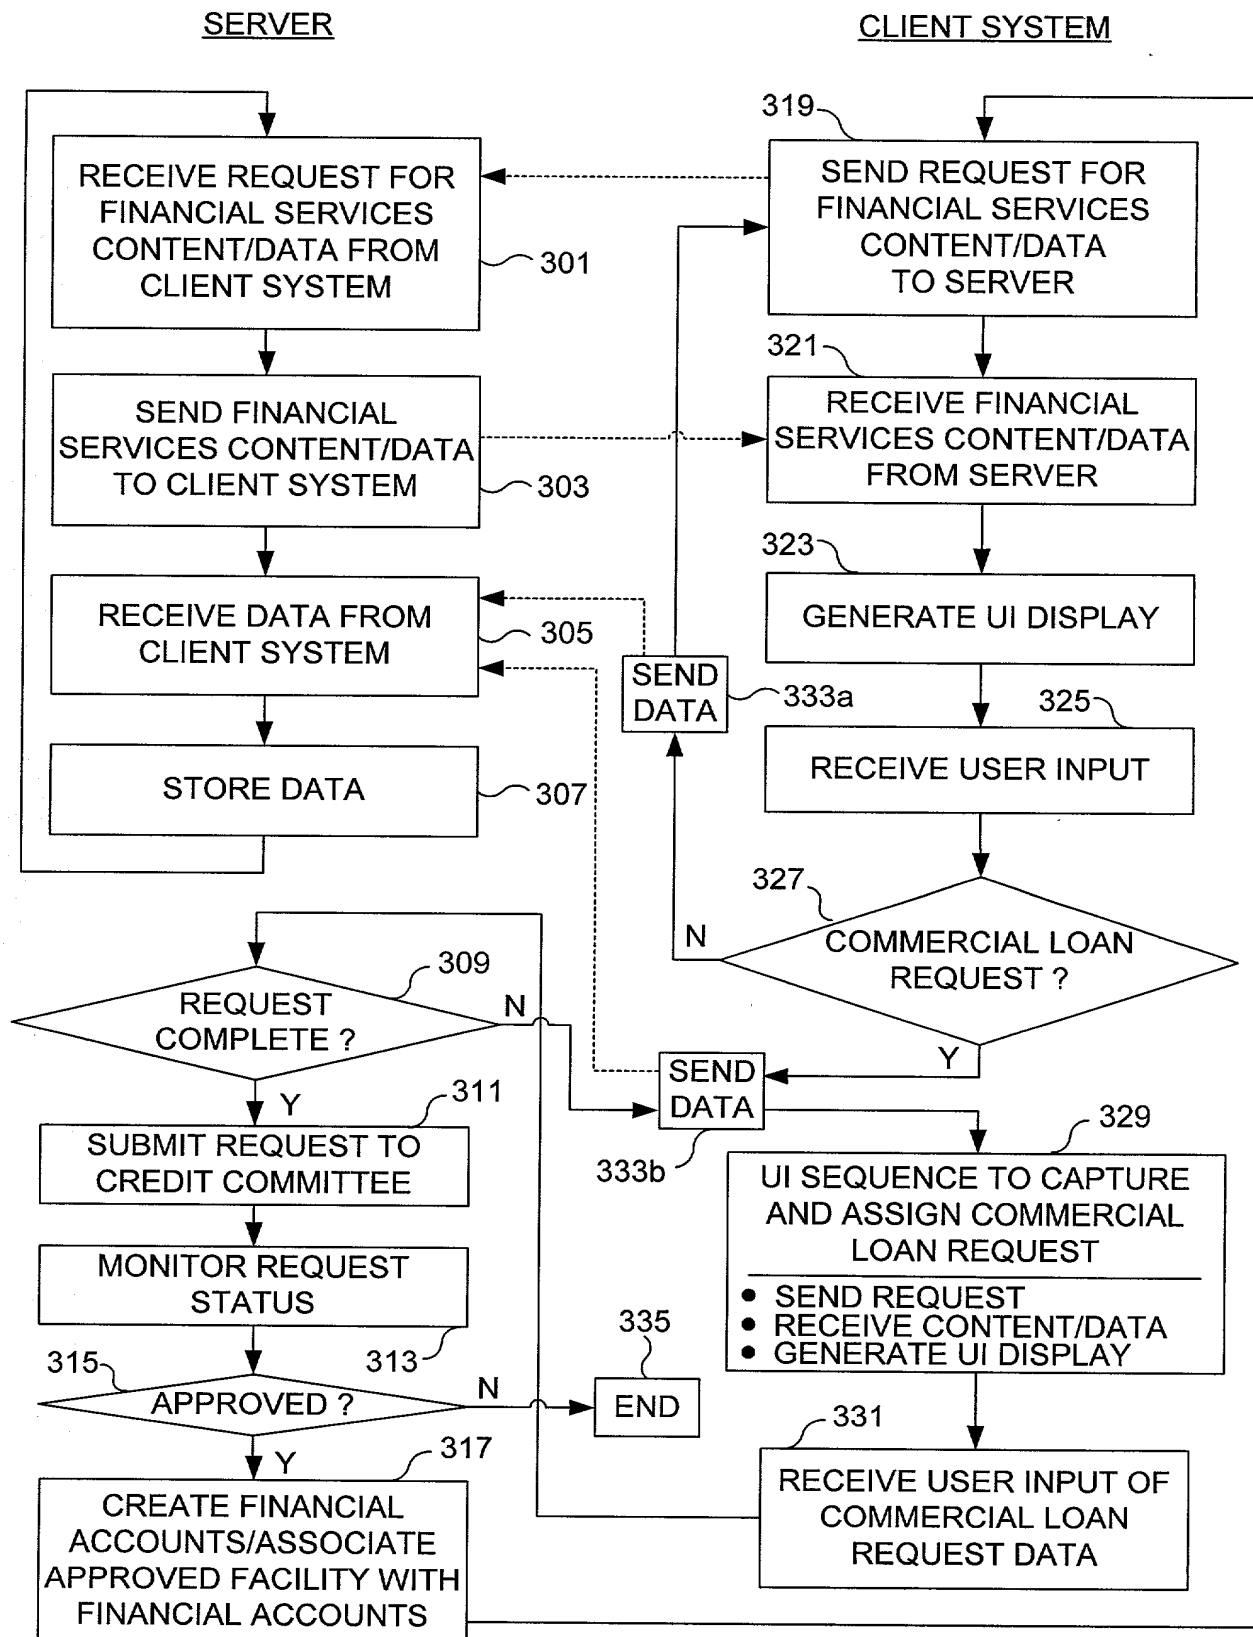 SERVER
CLIENT SYSTEM
RECEIVE REQUEST FOR
FINANCIAL SERVICES
CONTENT/DATA FROM
CLIENT SYSTEM
301
SEND FINANCIAL
SERVICES CONTENT/DATA
TO CLIENT SYSTEM
303
RECEIVE DATA FROM
CLIENT SYSTEM
305
STORE DATA
307
319
SEND REQUEST FOR
FINANCIAL SERVICES
CONTENT/DATA
TO SERVER
321
RECEIVE FINANCIAL
SERVICES CONTENT/DATA
FROM SERVER
323
GENERATE UI DISPLAY
SEND
DATA
333a
325
RECEIVE USER INPUT
327
COMMERCIAL LOAN
REQUEST ?
N
Y
309
REQUEST
COMPLETE ?
N
Y
SEND
DATA
333b
311
SUBMIT REQUEST TO
CREDIT COMMITTEE
MONITOR REQUEST
STATUS
313
315
APPROVED ?
N
Y
335
END
317
CREATE FINANCIAL
ACCOUNTS/ASSOCIATE
APPROVED FACILITY WITH
FINANCIAL ACCOUNTS
329
UI SEQUENCE TO CAPTURE
AND ASSIGN COMMERCIAL
LOAN REQUEST
• SEND REQUEST
• RECEIVE CONTENT/DATA
• GENERATE UI DISPLAY
331
RECEIVE USER INPUT OF
COMMERCIAL LOAN
REQUEST DATA